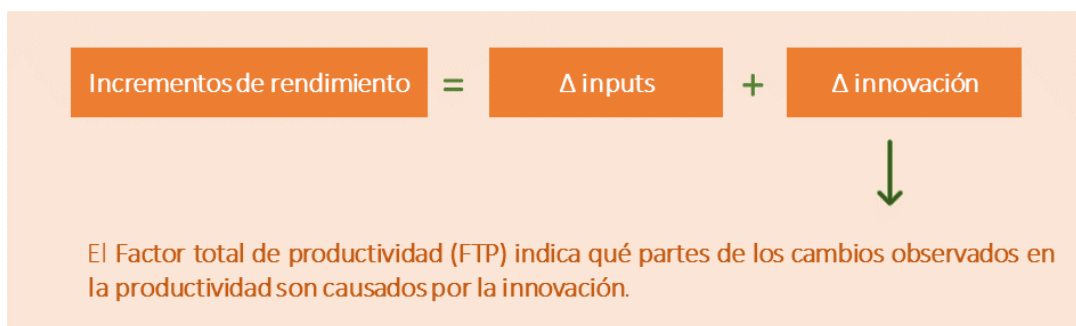 Incrementos de rendimiento = Δ inputs + Δ innovación
El Factor total de productividad (FTP) indica qué partes de los cambios observados en
la productividad son causados por la innovación.